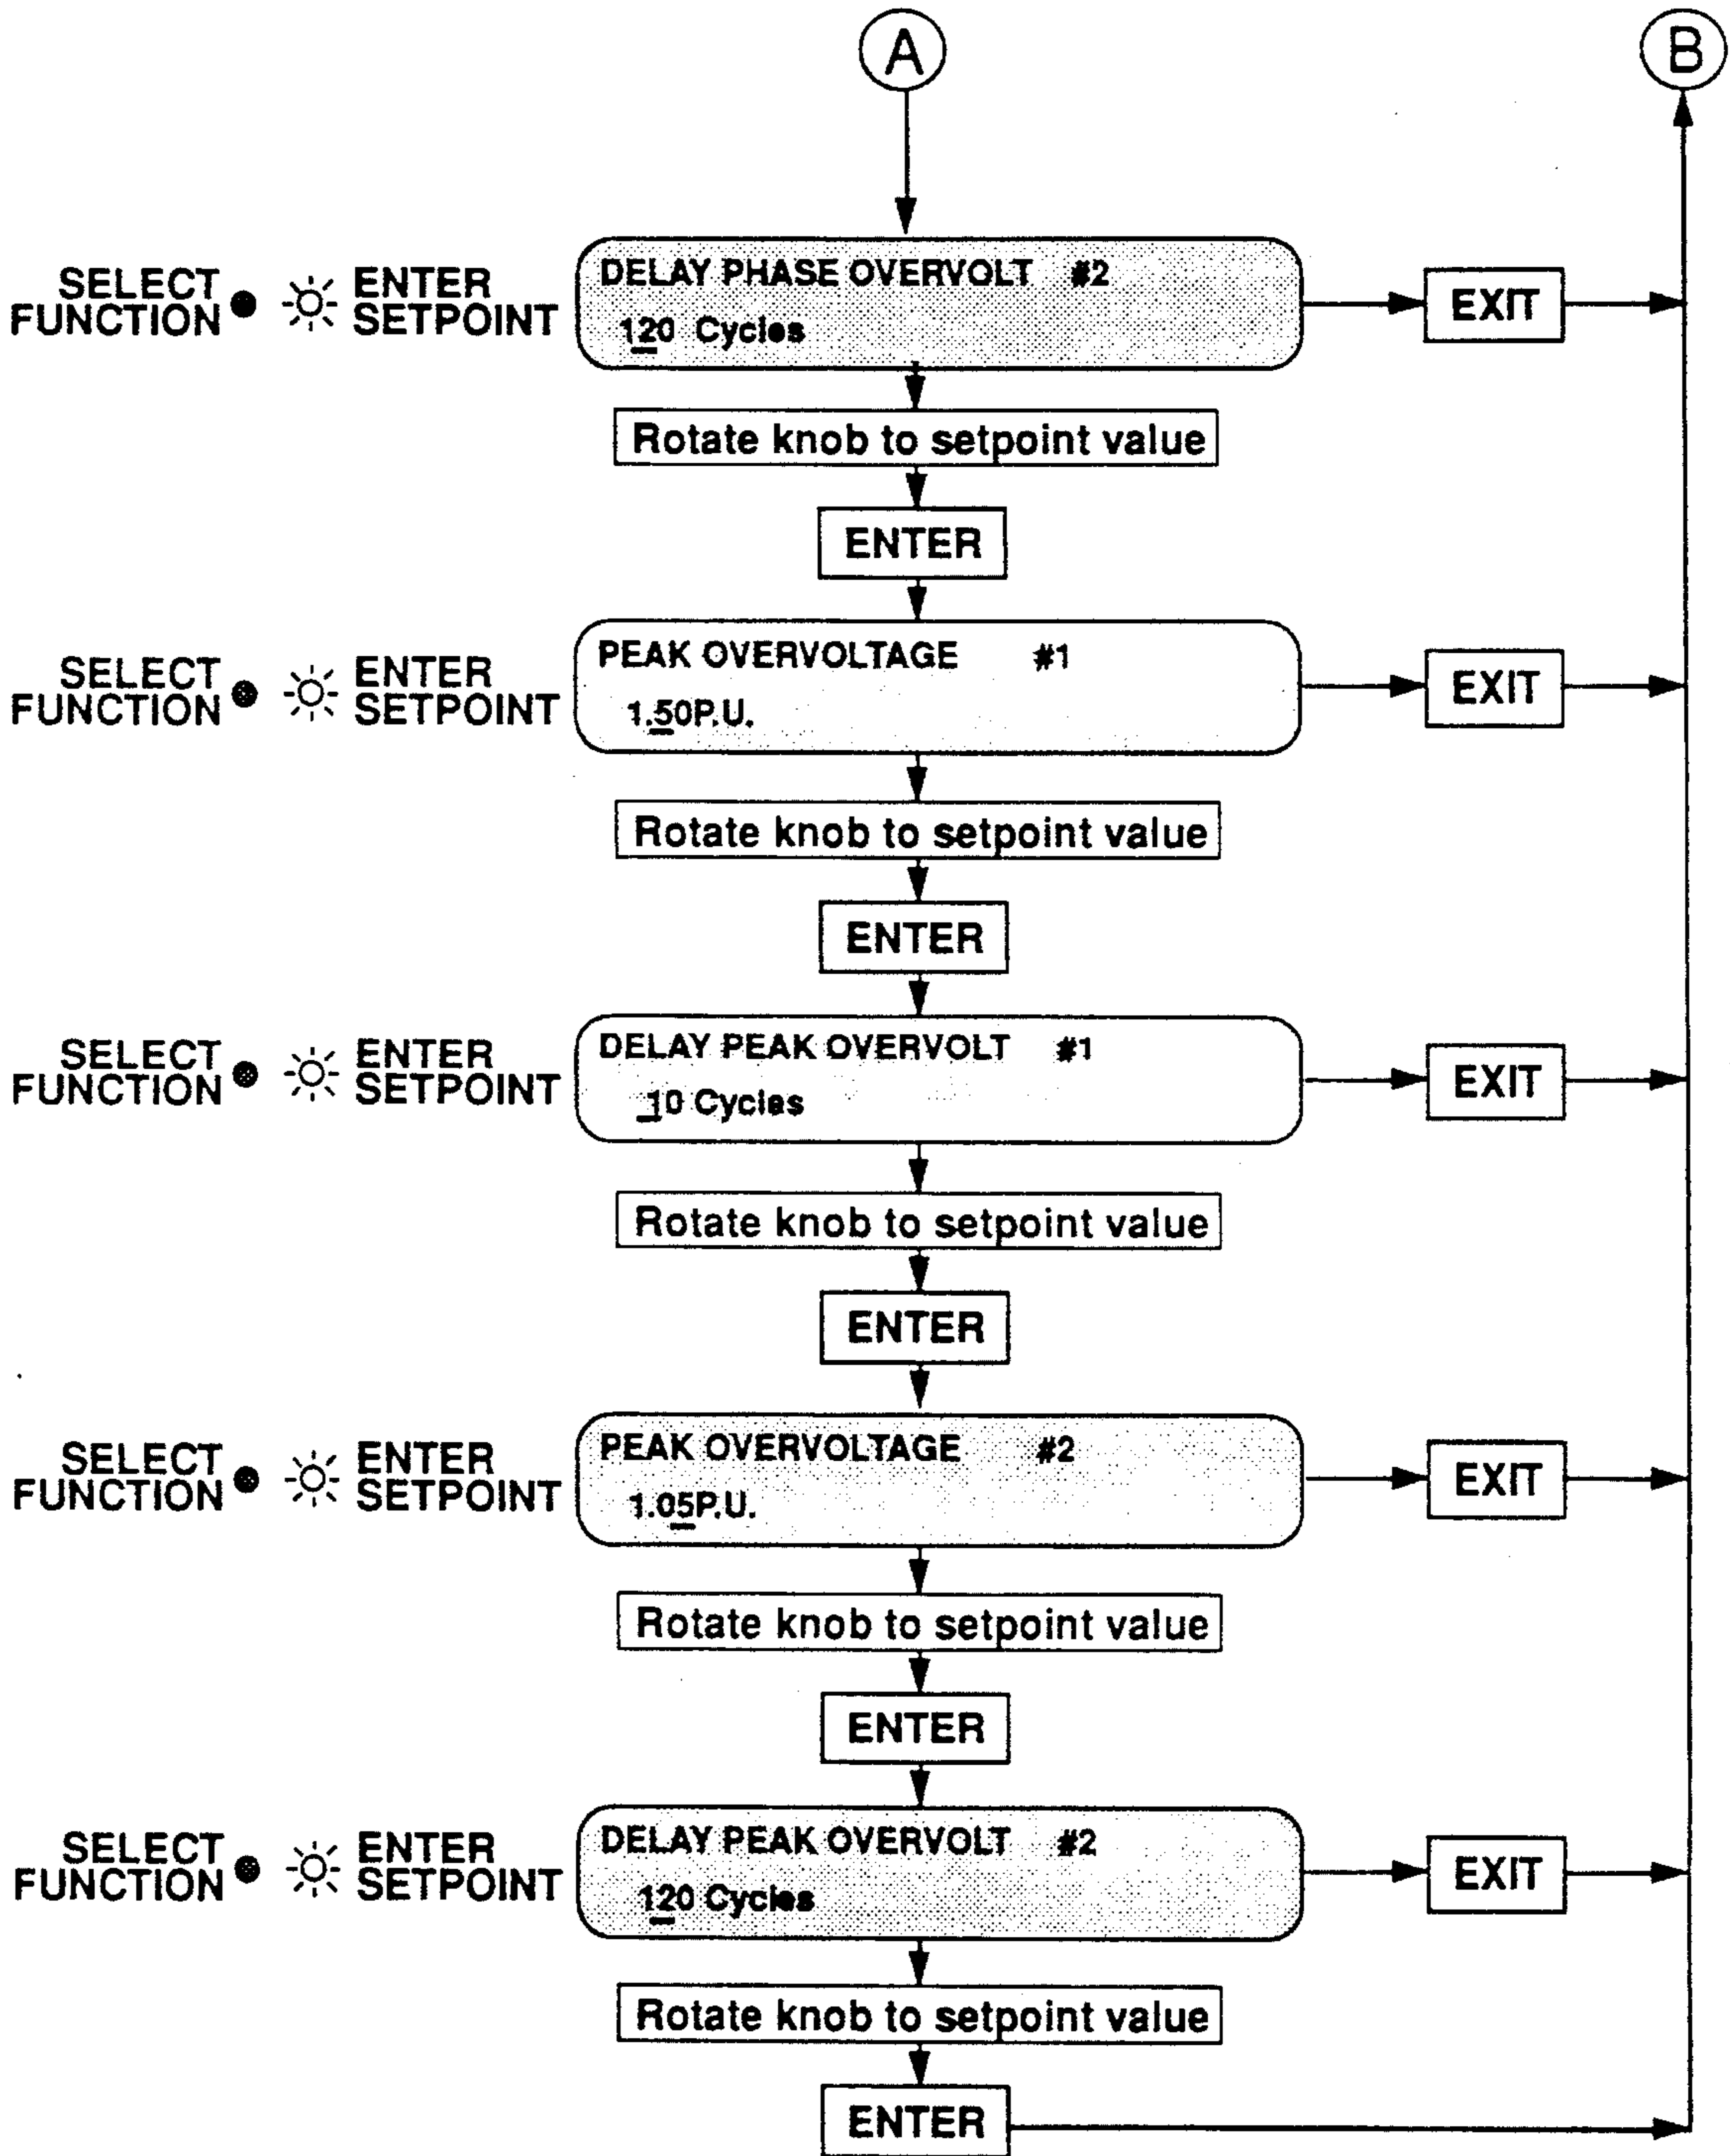 A
B
SELECT FUNCTION
ENTER SETPOINT
DELAY PHASE OVERVOLT #2
120 Cycles
EXIT
Rotate knob to setpoint value
ENTER
SELECT FUNCTION
ENTER SETPOINT
PEAK OVERVOLTAGE #1
1.50P.U.
EXIT
Rotate knob to setpoint value
ENTER
SELECT FUNCTION
ENTER SETPOINT
DELAY PEAK OVERVOLT #1
10 Cycles
EXIT
Rotate knob to setpoint value
ENTER
SELECT FUNCTION
ENTER SETPOINT
PEAK OVERVOLTAGE #2
1.05P.U.
EXIT
Rotate knob to setpoint value
ENTER
SELECT FUNCTION
ENTER SETPOINT
DELAY PEAK OVERVOLT #2
120 Cycles
EXIT
Rotate knob to setpoint value
ENTER